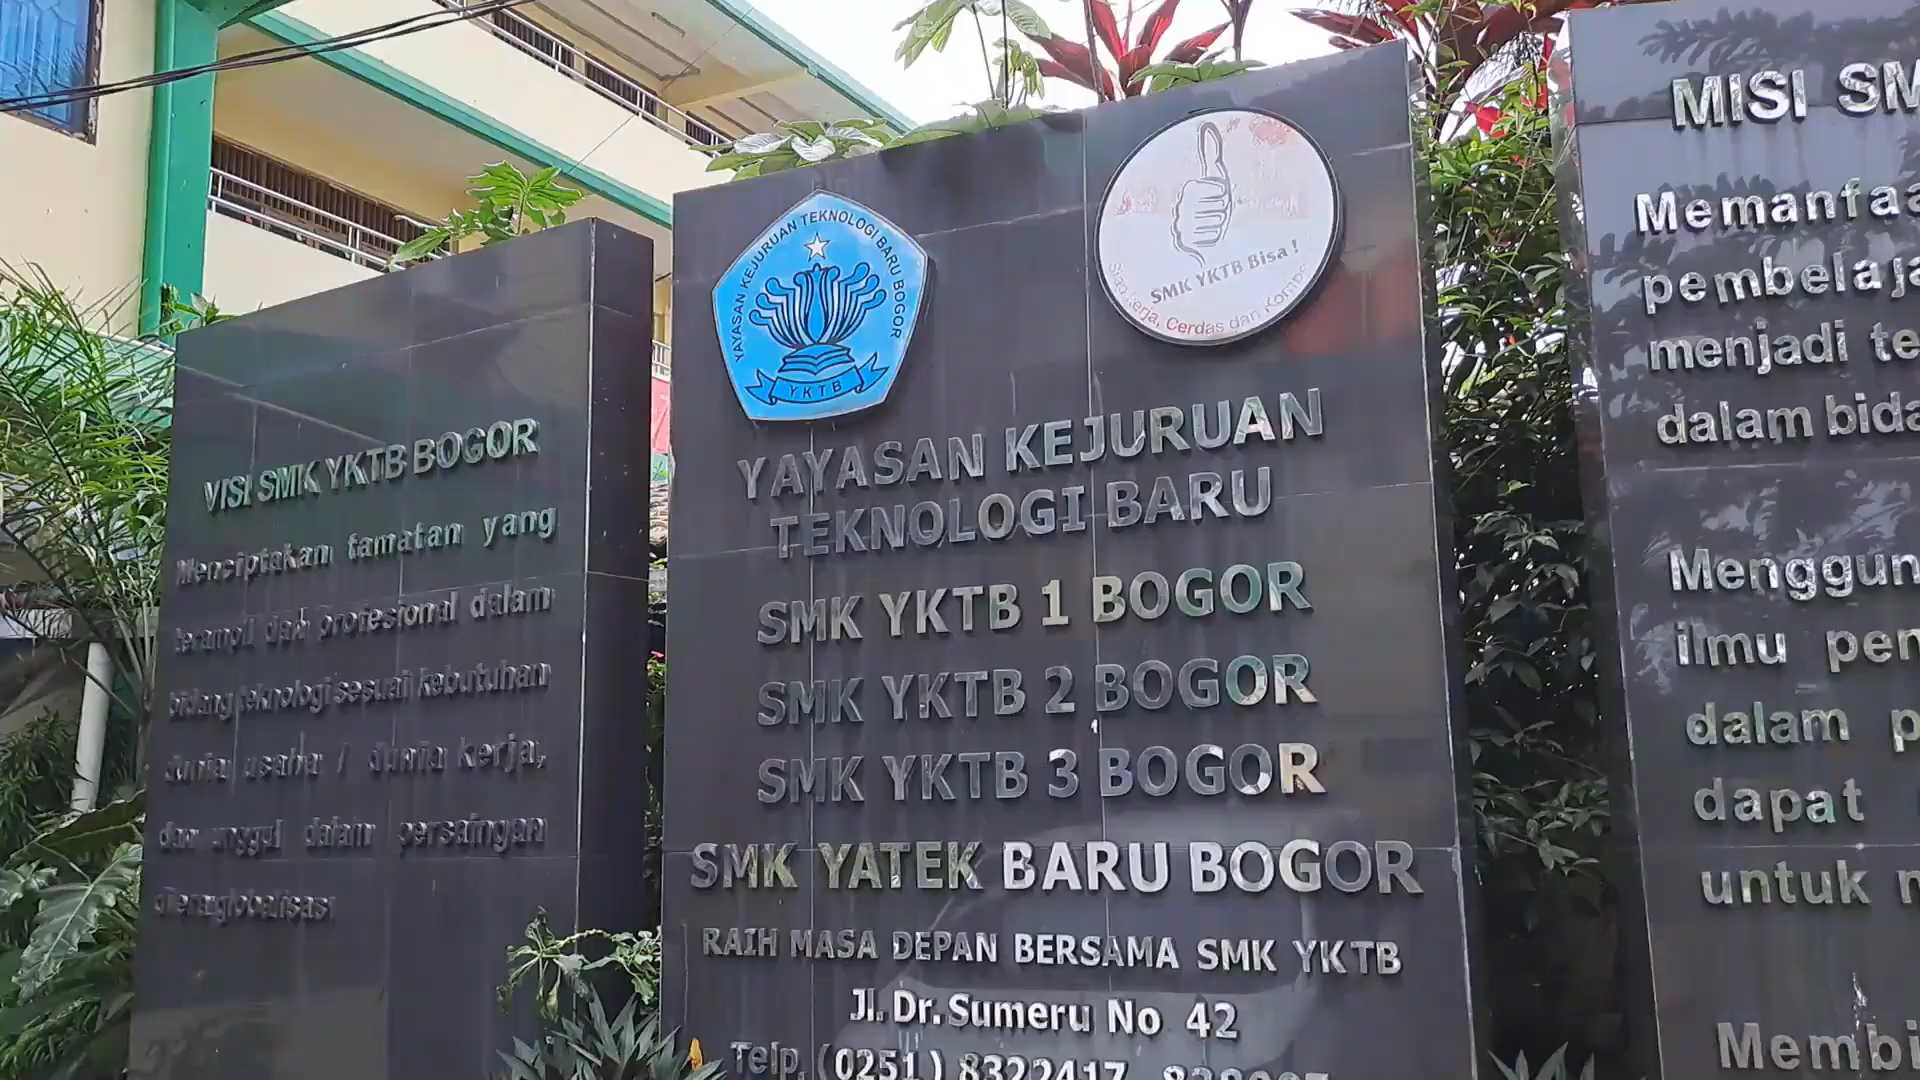 VISI SMK YKTB BOGOR
Menciptakan tamatan yang
terampil dan profesional dalam
bidang teknologi sesuai kebutuhan
dunia usaha / dunia kerja,
dan unggul dalam persaingan
diera globalisasi
YAYASAN KEJURUAN TEKNOLOGI BARU BOGOR
YKTB
SMK YKTB Bisa !
Siap Kerja, Cerdas dan
YAYASAN KEJURUAN
TEKNOLOGI BARU
SMK YKTB 1 BOGOR
SMK YKTB 2 BOGOR
SMK YKTB 3 BOGOR
SMK YATEK BARU BOGOR
RAIH MASA DEPAN BERSAMA SMK YKTB
Jl. Dr. Sumeru No 42
Telp. (0251) 8322417
MISI SM
Memanfaa
pembelaja
menjadi te
dalam bida
Menggun
ilmu pen
dalam p
dapat
untuk
Membi